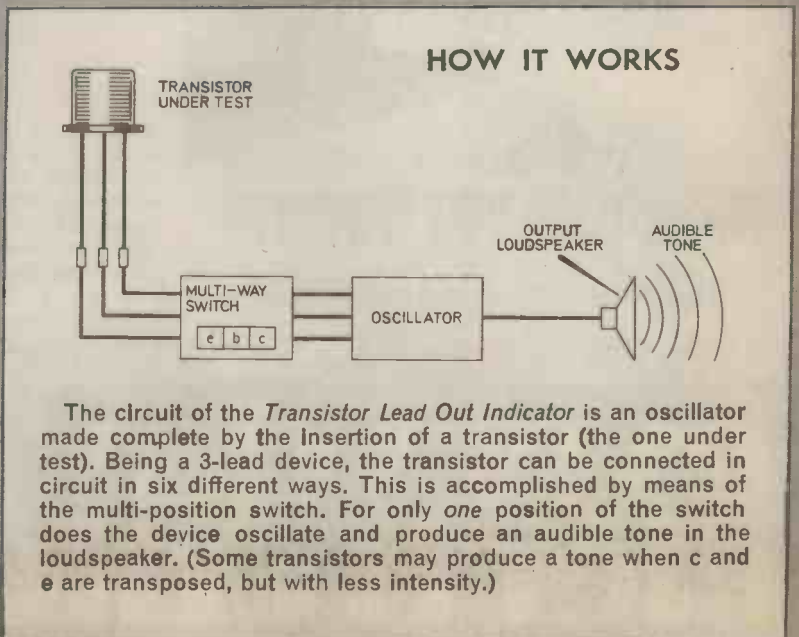 HOW IT WORKS
TRANSISTOR
UNDER TEST
OUTPUT
LOUDSPEAKER
AUDIBLE
TONE
MULTI-WAY
SWITCH
e b c
OSCILLATOR
The circuit of the Transistor Lead Out Indicator is an oscillator
made complete by the insertion of a transistor (the one under
test). Being a 3-lead device, the transistor can be connected in
circuit in six different ways. This is accomplished by means of
the multi-position switch. For only one position of the switch
does the device oscillate and produce an audible tone in the
loudspeaker. (Some transistors may produce a tone when c and
e are transposed, but with less intensity.)